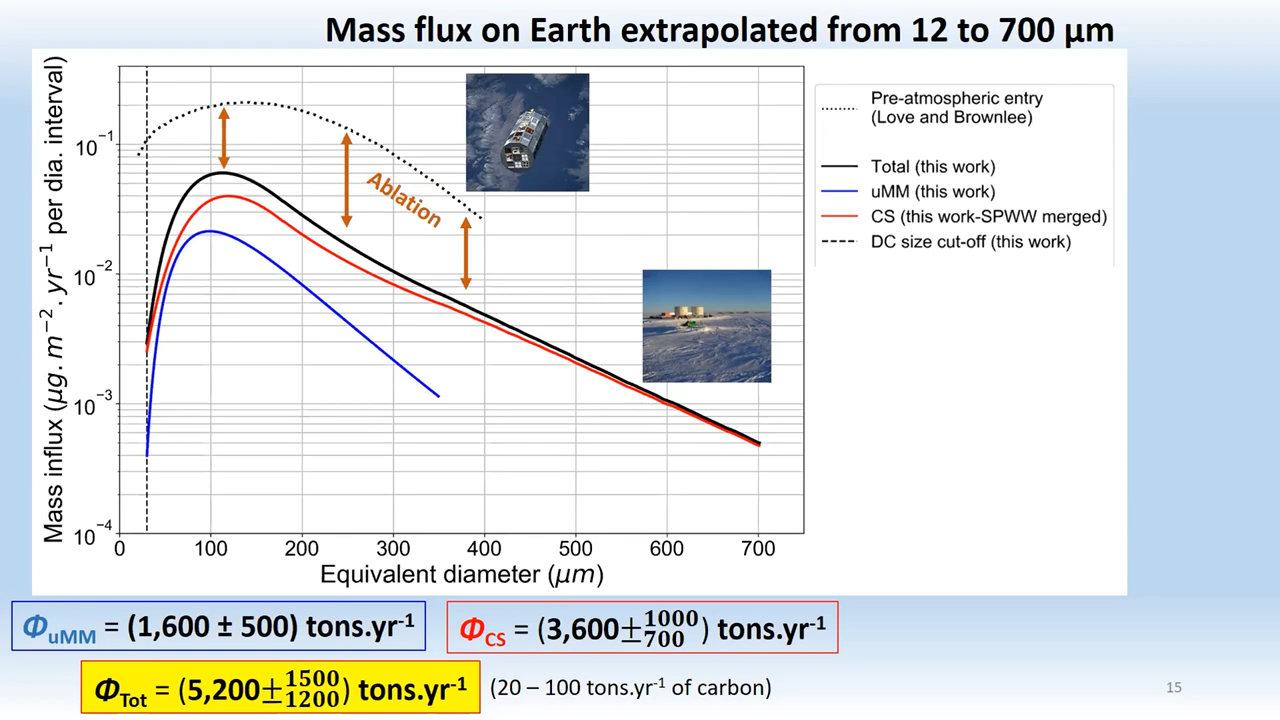 Mass flux on Earth extrapolated from 12 to 700 µm
Mass influx (µg. m⁻². yr⁻¹ per dia. interval)
10⁻¹
10⁻²
10⁻³
10⁻⁴
0 100 200 300 400 500 600 700
Equivalent diameter (µm)
Ablation
Pre-atmospheric entry
(Love and Brownlee)
Total (this work)
uMM (this work)
CS (this work-SPWW merged)
DC size cut-off (this work)
Φ_uMM = (1,600 ± 500) tons.yr⁻¹
Φ_CS = (3,600±¹⁰⁰⁰₇₀₀) tons.yr⁻¹
Φ_Tot = (5,200±¹⁵⁰⁰₁₂₀₀) tons.yr⁻¹
(20 – 100 tons.yr⁻¹ of carbon)
15